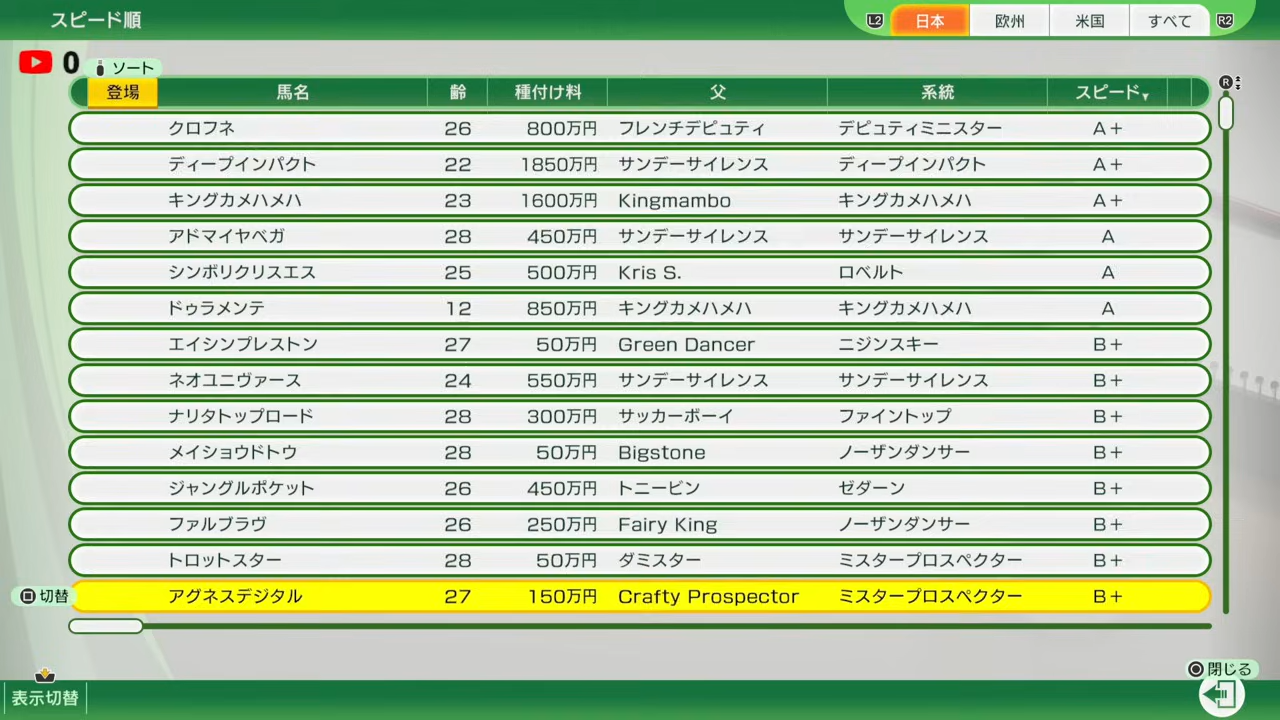 スピード順
L2 日本 欧州 米国 すべて R2
0 ソート
登場 馬名 齢 種付け料 父 系統 スピード▼
R
クロフネ 26 800万円 フレンチデピュティ デピュティミニスター A+
ディープインパクト 22 1850万円 サンデーサイレンス ディープインパクト A+
キングカメハメハ 23 1600万円 Kingmambo キングカメハメハ A+
アドマイヤベガ 28 450万円 サンデーサイレンス サンデーサイレンス A
シンボリクリスエス 25 500万円 Kris S. ロベルト A
ドゥラメンテ 12 850万円 キングカメハメハ キングカメハメハ A
エイシンプレストン 27 50万円 Green Dancer ニジンスキー B+
ネオユニヴァース 24 550万円 サンデーサイレンス サンデーサイレンス B+
ナリタトップロード 28 300万円 サッカーボーイ ファイントップ B+
メイショウドトウ 28 50万円 Bigstone ノーザンダンサー B+
ジャングルポケット 26 450万円 トニービン ゼダーン B+
ファルブラヴ 26 250万円 Fairy King ノーザンダンサー B+
トロットスター 28 50万円 ダミスター ミスタープロスペクター B+
切替 アグネスデジタル 27 150万円 Crafty Prospector ミスタープロスペクター B+
閉じる
表示切替